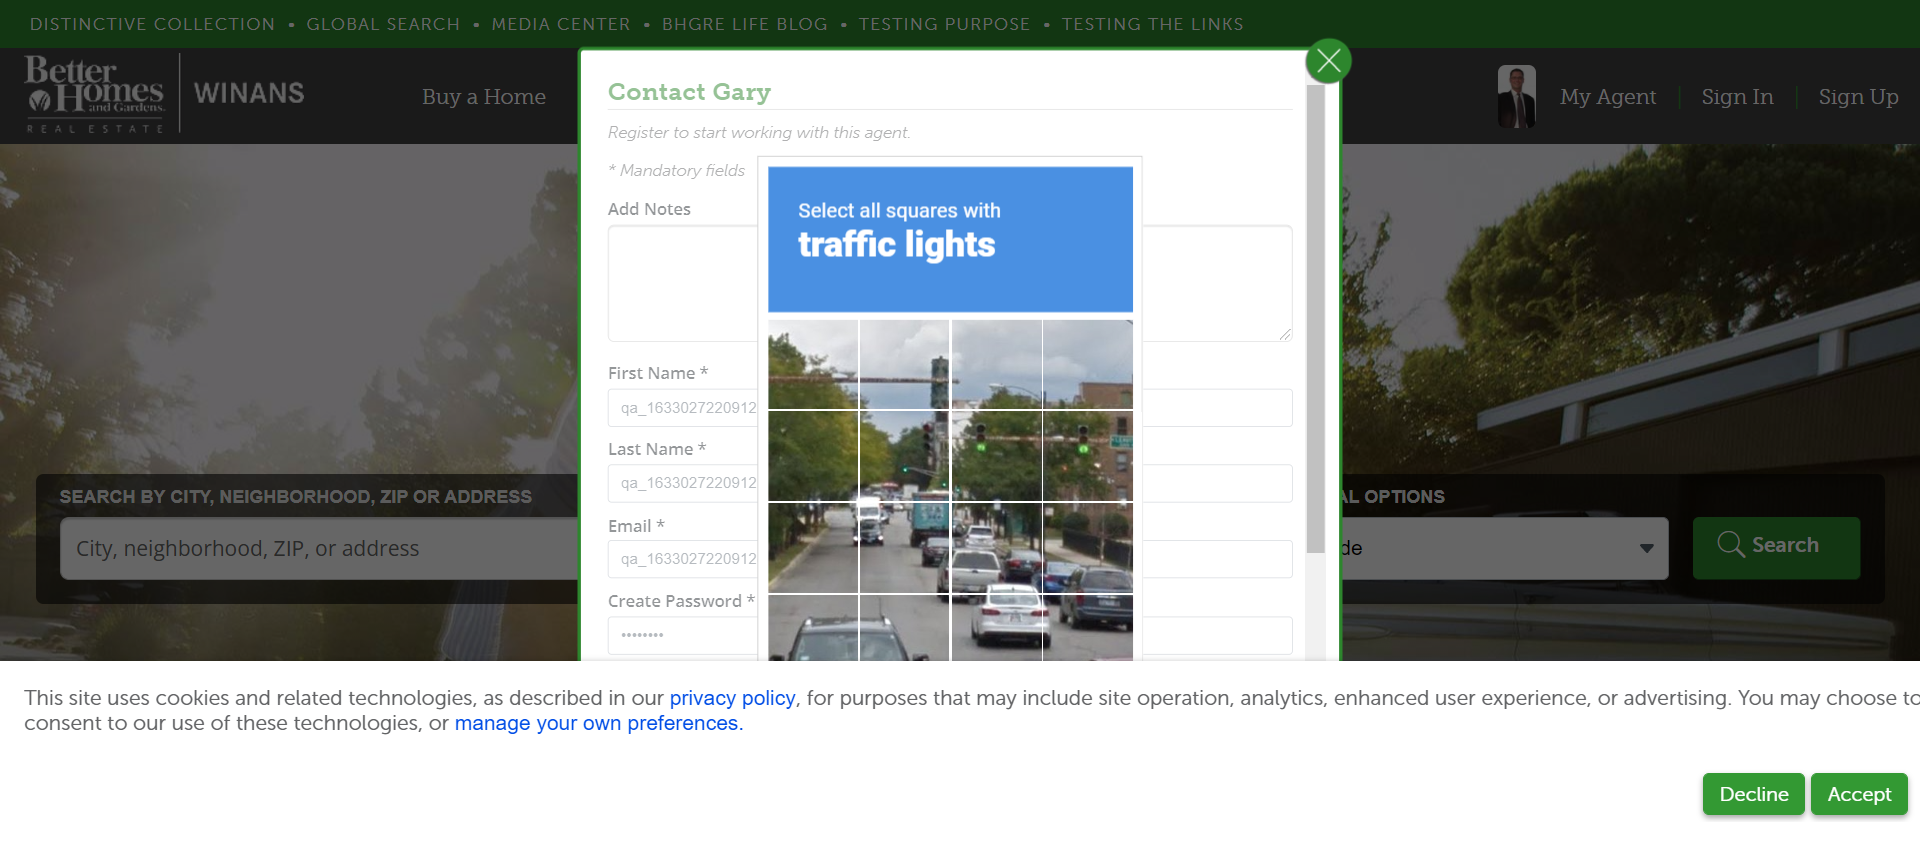 DISTINCTIVE COLLECTION • GLOBAL SEARCH • MEDIA CENTER • BHGRE LIFE BLOG • TESTING PURPOSE • TESTING THE LINKS
Better Homes and Gardens.
REAL ESTATE
WINANS
Buy a Home
My Agent
Sign In
Sign Up
Contact Gary
Register to start working with this agent.
* Mandatory fields
Add Notes
Select all squares with
traffic lights
First Name *
qa_1633027220912
Last Name *
qa_1633027220912
Email *
qa_1633027220912
Create Password *
••••••••
SEARCH BY CITY, NEIGHBORHOOD, ZIP OR ADDRESS
City, neighborhood, ZIP, or address
AL OPTIONS
de
Search
This site uses cookies and related technologies, as described in our privacy policy, for purposes that may include site operation, analytics, enhanced user experience, or advertising. You may choose to
consent to our use of these technologies, or manage your own preferences.
Decline
Accept